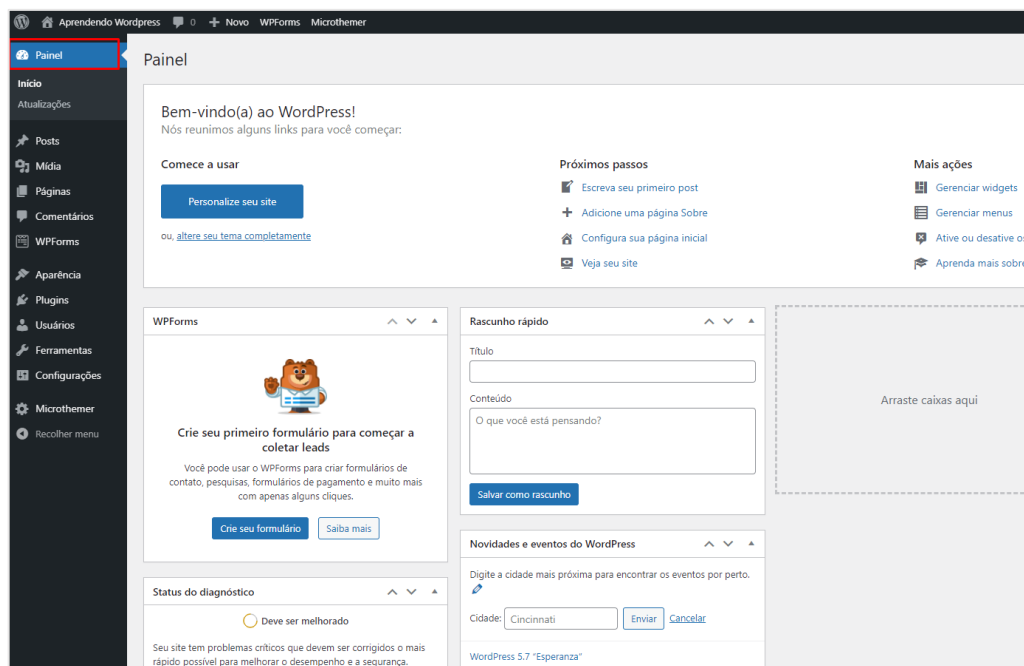 Aprendendo Wordpress 0 Novo WPForms Microthemer
Painel
Início
Atualizações
Posts
Mídia
Páginas
Comentários
WPForms
Aparência
Plugins
Usuários
Ferramentas
Configurações
Microthemer
Recolher menu
Painel
Bem-vindo(a) ao WordPress!
Nós reunimos alguns links para você começar:
Comece a usar
Personalize seu site
ou, altere seu tema completamente
Próximos passos
Escreva seu primeiro post
Adicione uma página Sobre
Configura sua página inicial
Veja seu site
Mais ações
Gerenciar widgets
Gerenciar menus
Ative ou desative os
Aprenda mais sobre
WPForms
Crie seu primeiro formulário para começar a
coletar leads
Você pode usar o WPForms para criar formulários de
contato, pesquisas, formulários de pagamento e muito mais
com apenas alguns cliques.
Crie seu formulário
Saiba mais
Status do diagnóstico
Deve ser melhorado
Seu site tem problemas críticos que devem ser corrigidos o mais
rápido possível para melhorar o desempenho e a segurança.
Rascunho rápido
Título
Conteúdo
O que você está pensando?
Salvar como rascunho
Novidades e eventos do WordPress
Digite a cidade mais próxima para encontrar os eventos por perto.
Cidade: Cincinnati Enviar Cancelar
WordPress 5.7 "Esperanza"
Arraste caixas aqui